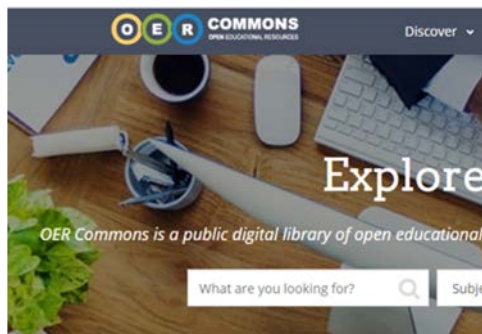 OER COMMONS
OPEN EDUCATIONAL RESOURCES
Discover
Explore
OER Commons is a public digital library of open educational
What are you looking for?
Subje